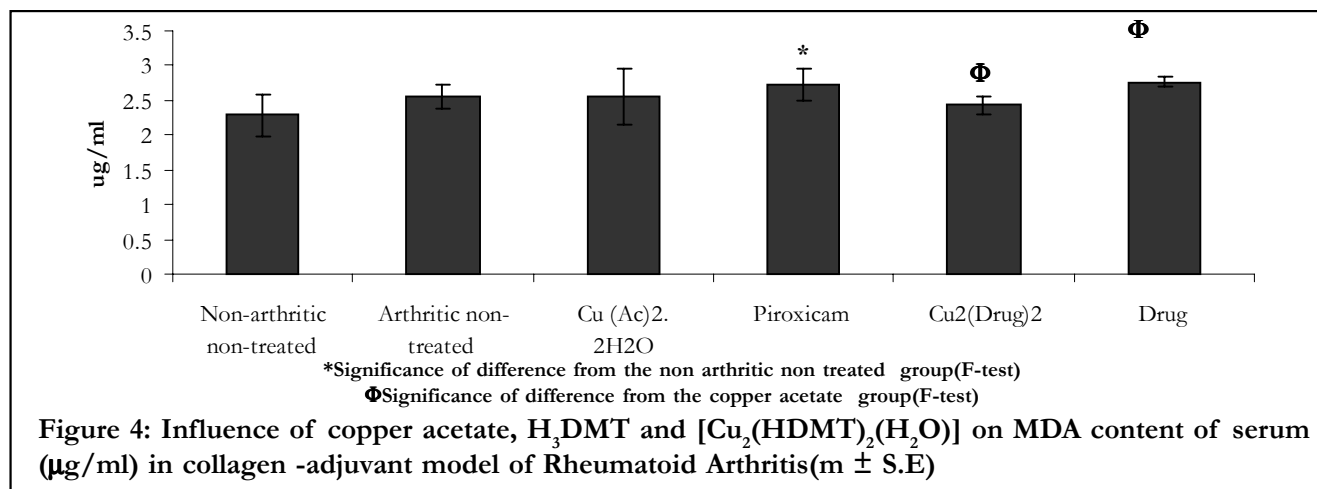 3.5
3
2.5
2
1.5
1
0.5
0
ug/ml
*
Φ
Φ
Non-arthritic non-treated
Arthritic non-treated
Cu (Ac)2. 2H2O
Piroxicam
Cu2(Drug)2
Drug
*Significance of difference from the non arthritic non treated group(F-test)
ΦSignificance of difference from the copper acetate group(F-test)
Figure 4: Influence of copper acetate, H₃DMT and [Cu₂(HDMT)₂(H₂O)] on MDA content of serum
(μg/ml) in collagen -adjuvant model of Rheumatoid Arthritis(m ± S.E)